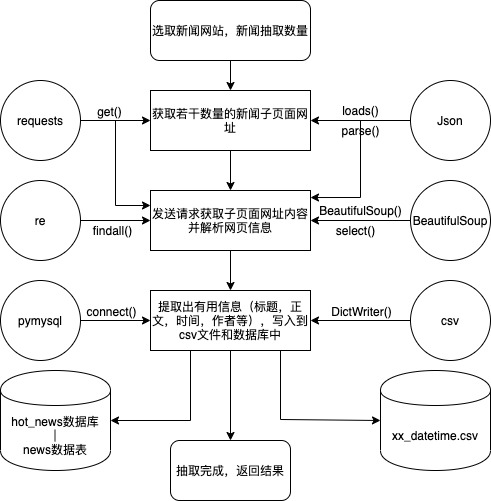 选取新闻网站，新闻抽取数量
requests
get()
获取若干数量的新闻子页面网
址
loads()
parse()
Json
re
findall()
发送请求获取子页面网址内容
并解析网页信息
BeautifulSoup()
select()
BeautifulSoup
pymysql
connect()
提取出有用信息（标题，正
文，时间，作者等），写入到
csv文件和数据库中
DictWriter()
csv
hot_news数据库
|
news数据表
xx_datetime.csv
抽取完成，返回结果